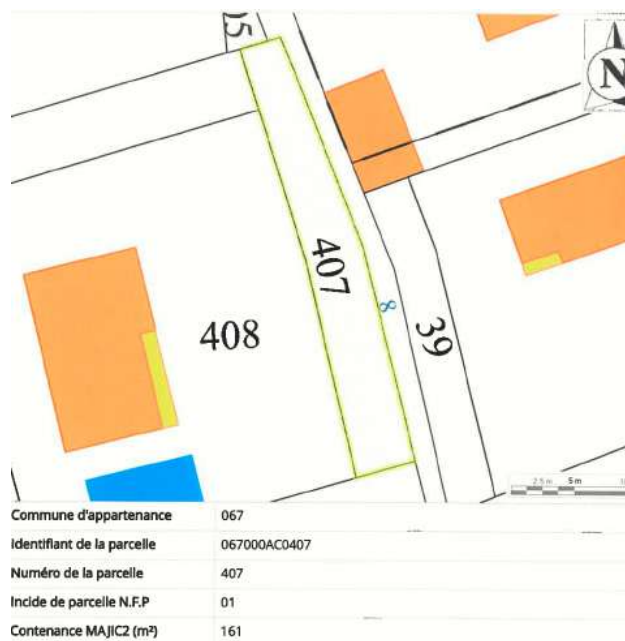 05
N
407
8
408
39
2.5 m 5 m
Commune d'appartenance 067
Identifiant de la parcelle 067000AC0407
Numéro de la parcelle 407
Incide de parcelle N.F.P 01
Contenance MAJIC2 (m²) 161